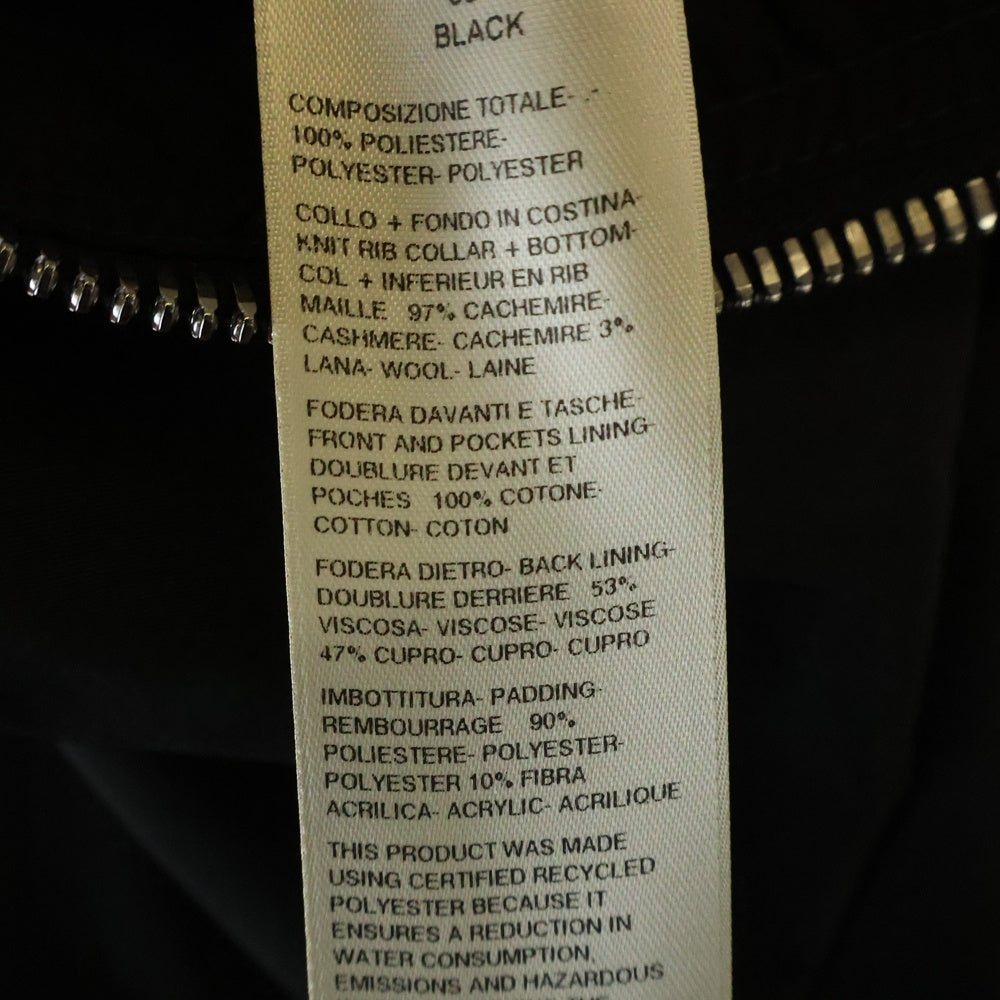 BLACK
COMPOSIZIONE TOTALE- .-
100% POLIESTERE-
POLYESTER- POLYESTER
COLLO + FONDO IN COSTINA-
KNIT RIB COLLAR + BOTTOM-
COL + INFERIEUR EN RIB
MAILLE 97% CACHEMIRE-
CASHMERE- CACHEMIRE 3%
LANA- WOOL- LAINE
FODERA DAVANTI E TASCHE-
FRONT AND POCKETS LINING-
DOUBLURE DEVANT ET
POCHES 100% COTONE-
COTTON- COTON
FODERA DIETRO- BACK LINING-
DOUBLURE DERRIERE 53%
VISCOSA- VISCOSE- VISCOSE
47% CUPRO- CUPRO- CUPRO
IMBOTTITURA- PADDING-
REMBOURRAGE 90%
POLIESTERE- POLYESTER-
POLYESTER 10% FIBRA
ACRILICA- ACRYLIC- ACRILIQUE
THIS PRODUCT WAS MADE
USING CERTIFIED RECYCLED
POLYESTER BECAUSE IT
ENSURES A REDUCTION IN
WATER CONSUMPTION,
EMISSIONS AND HAZARDOUS